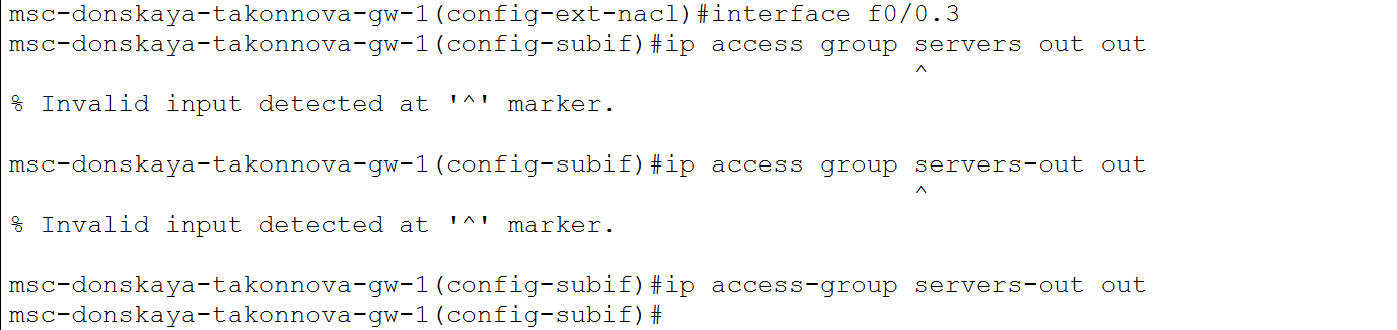 msc-donskaya-takonnova-gw-1(config-ext-nacl)#interface f0/0.3
msc-donskaya-takonnova-gw-1(config-subif)#ip access group servers out out
^
% Invalid input detected at '^' marker.
msc-donskaya-takonnova-gw-1(config-subif)#ip access group servers-out out
^
% Invalid input detected at '^' marker.
msc-donskaya-takonnova-gw-1(config-subif)#ip access-group servers-out out
msc-donskaya-takonnova-gw-1(config-subif)#